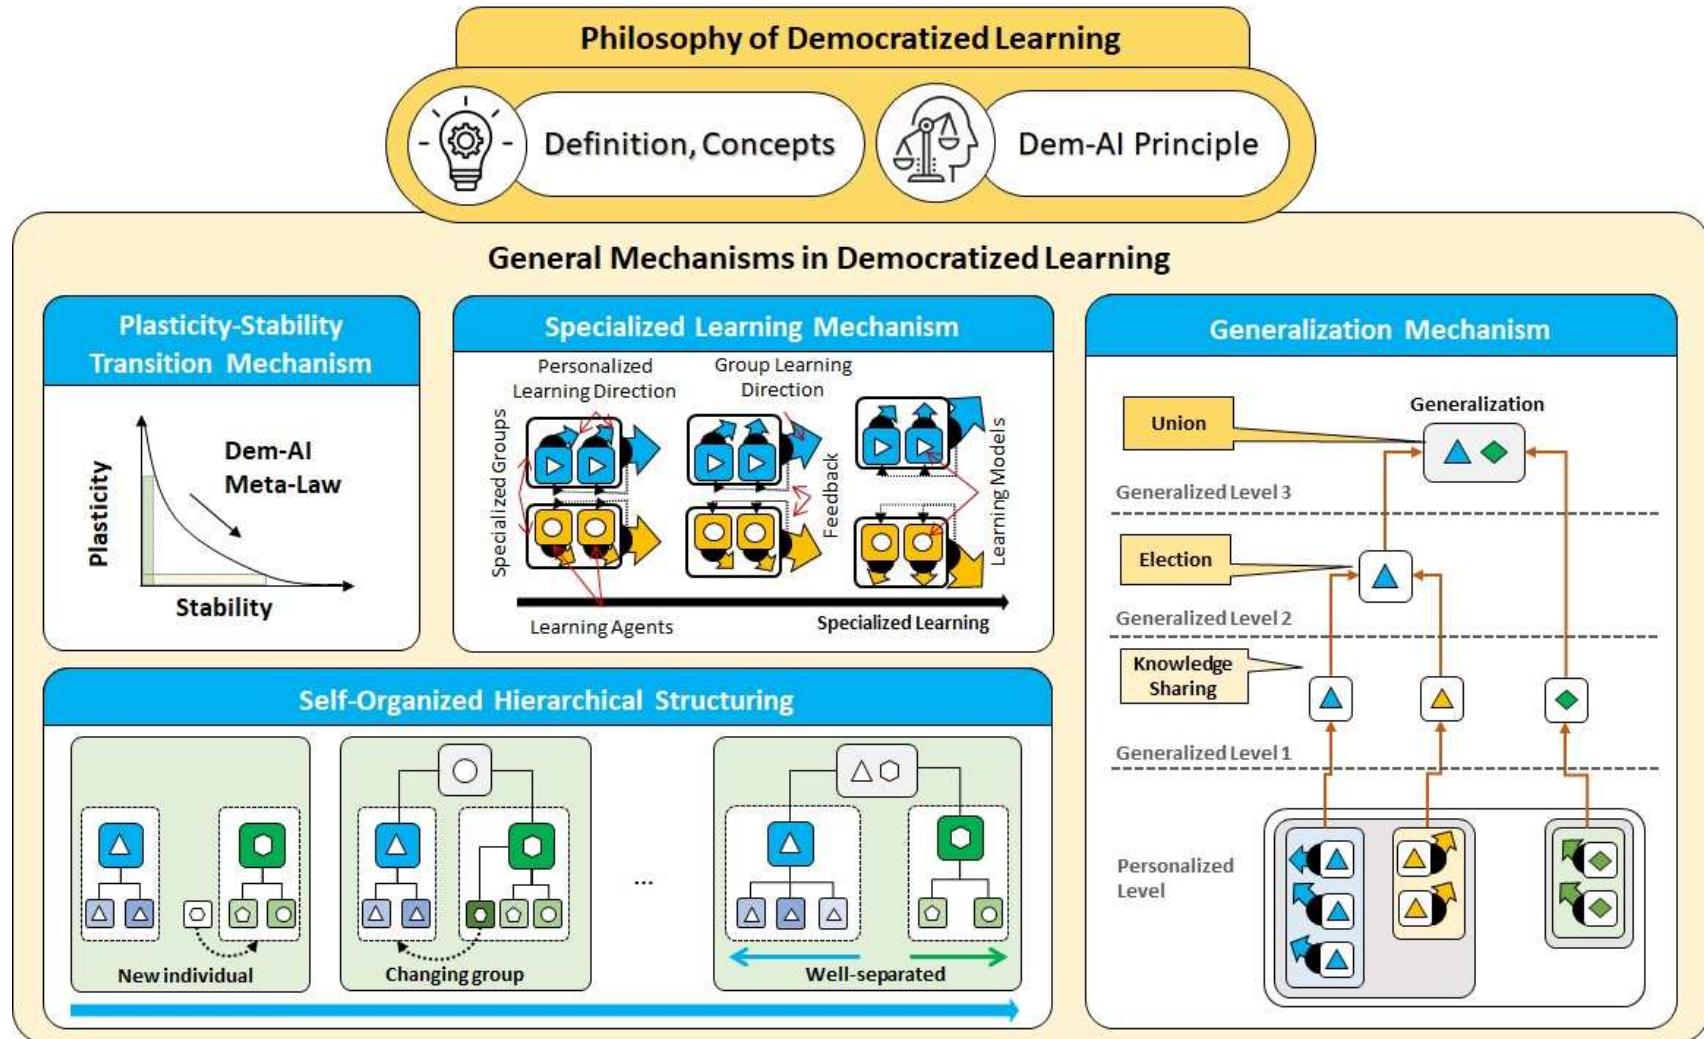 Philosophy of Democratized Learning
Definition, Concepts
Dem-AI Principle
General Mechanisms in Democratized Learning
Plasticity-Stability
Transition Mechanism
Plasticity
Dem-AI
Meta-Law
Stability
Specialized Learning Mechanism
Personalized
Learning Direction
Group Learning
Direction
Specialized Groups
Feedback
Learning Models
Learning Agents
Specialized Learning
Self-Organized Hierarchical Structuring
New individual
Changing group
...
Well-separated
Generalization Mechanism
Union
Generalization
Generalized Level 3
Election
Generalized Level 2
Knowledge
Sharing
Generalized Level 1
Personalized
Level